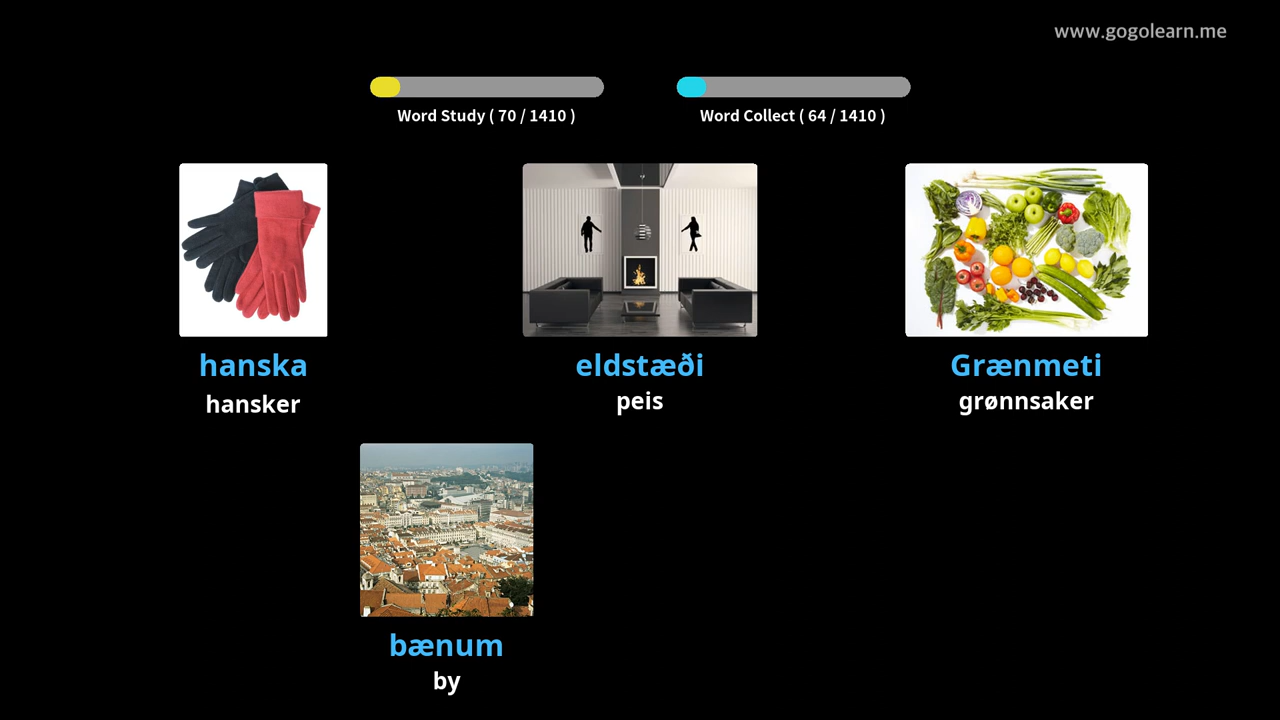 www.gogolearn.me
Word Study ( 70 / 1410 )
Word Collect ( 64 / 1410 )
hanska
hansker
eldstæði
peis
Grænmeti
grønnsaker
bænum
by